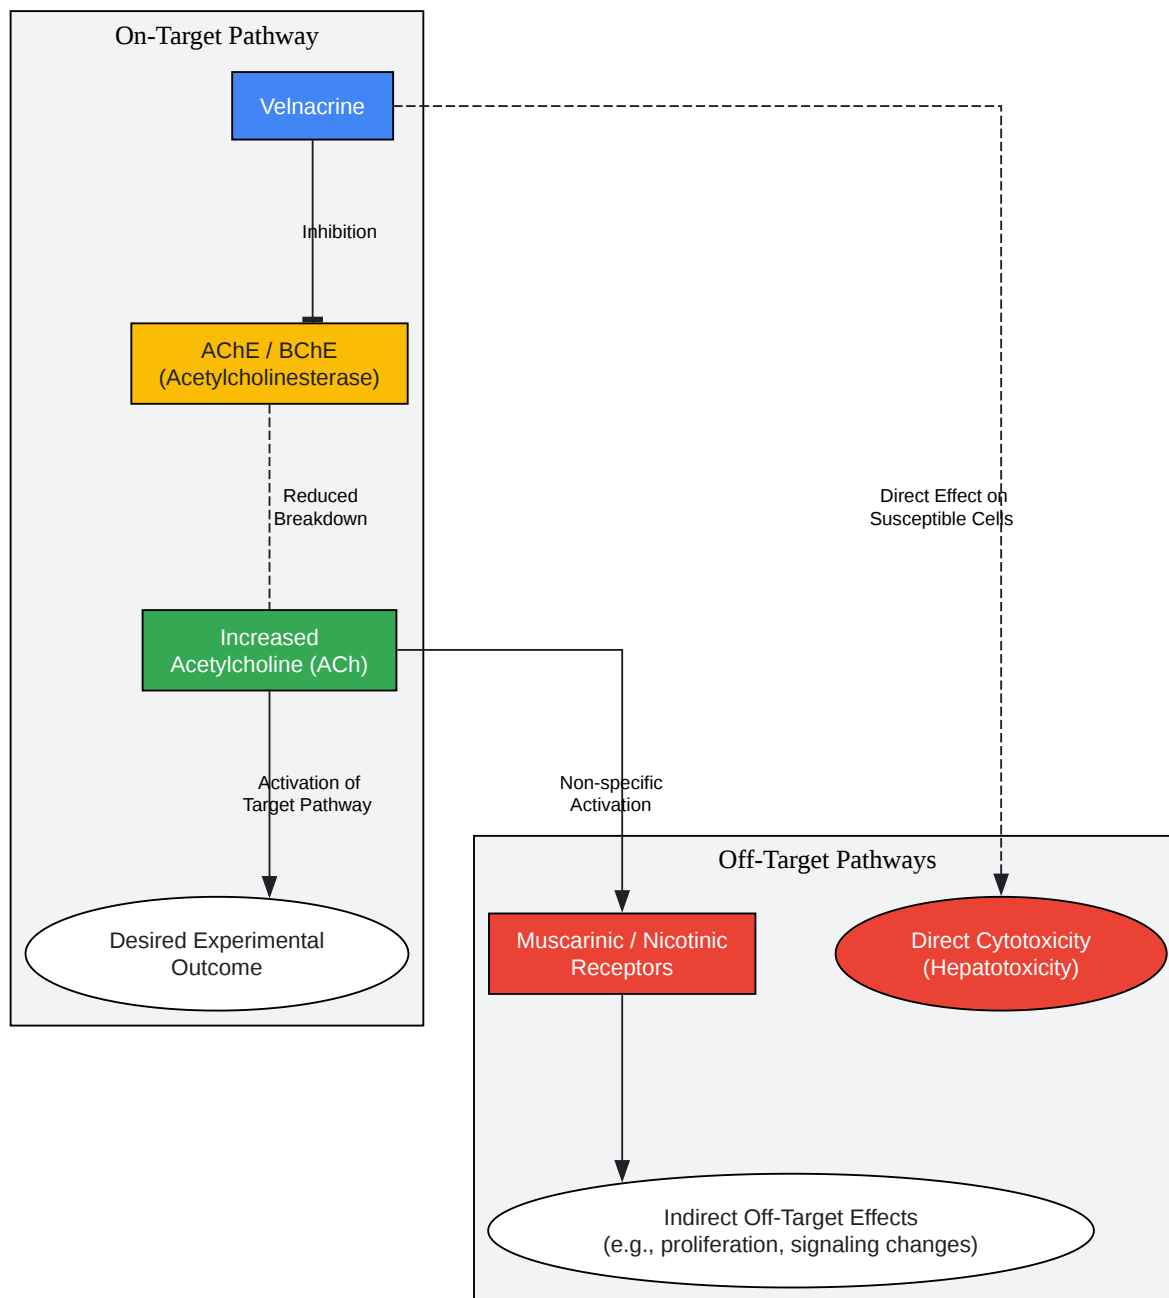 On-Target Pathway
Velnacrine
Inhibition
AChE / BChE
(Acetylcholinesterase)
Reduced
Breakdown
Direct Effect on
Susceptible Cells
Increased
Acetylcholine (ACh)
Activation of
Target Pathway
Non-specific
Activation
Off-Target Pathways
Desired Experimental
Outcome
Muscarinic / Nicotinic
Receptors
Direct Cytotoxicity
(Hepatotoxicity)
Indirect Off-Target Effects
(e.g., proliferation, signaling changes)